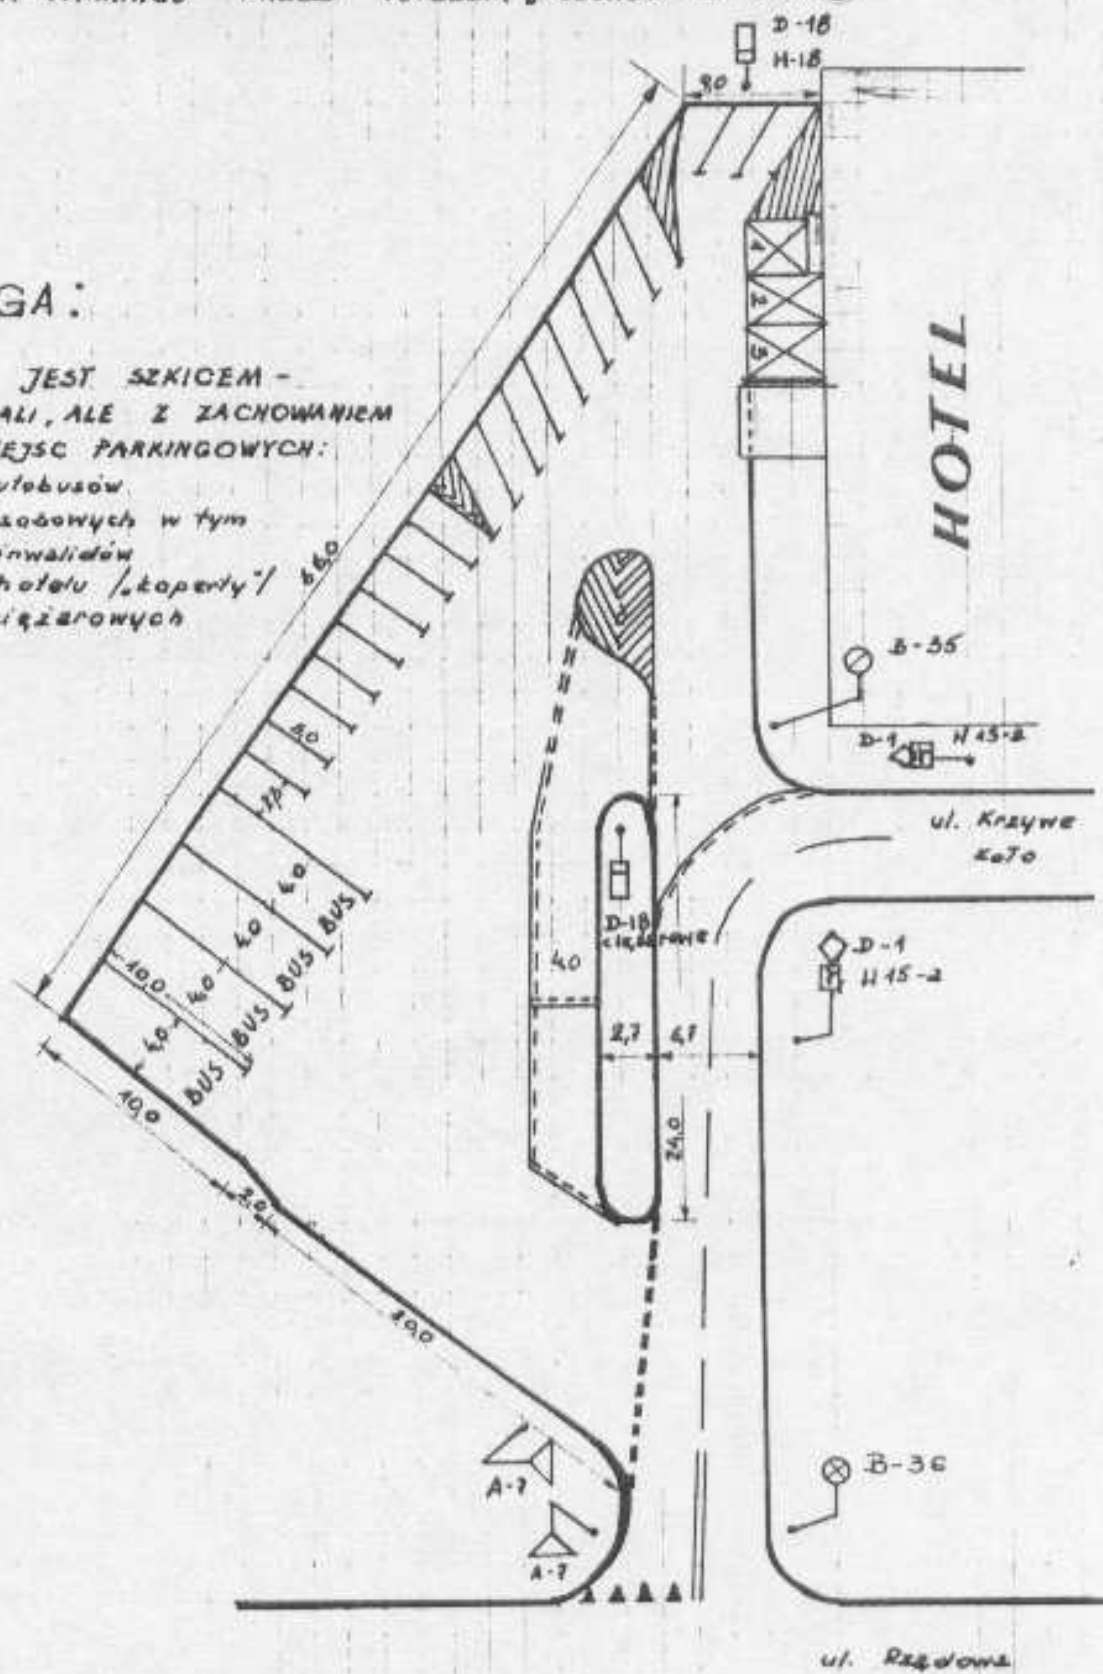 D-18
H-18
9,0
GA:
JEST SZKICEM -
ALI, ALE Z ZACHOWANIEM
EJSC PARKINGOWYCH:
utobusów
sobowych w tym
inwalidów
hotelu /"koperty"/
iężarowych
66,0
1
2
3
HOTEL
B-35
D-1 H 15-2
ul. Krzywe
Koło
5,0
BUS
BUS
BUS
BUS
4,0
4,0
4,0
4,0
10,0
10,0
D-18
ciężarowe
4,0
2,7
6,7
24,0
D-1
H 15-2
19,0
A-7
A-7
B-36
ul.